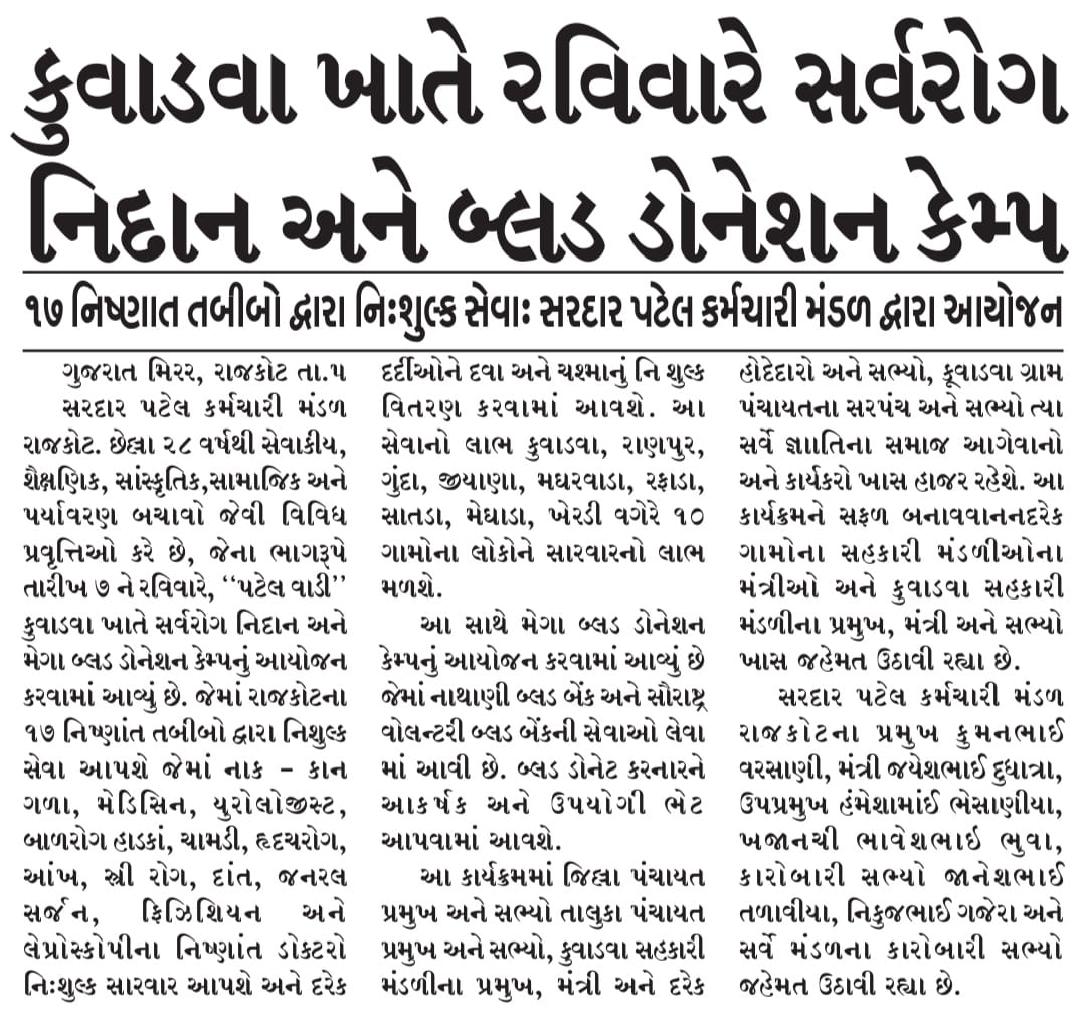 કુવાડવા ખાતે રવિવારે સર્વરોગ
નિદાન અને બ્લડ ડોનેશન કેમ્પ
૧૭ નિષ્ણાત તબીબો દ્વારા નિઃશુલ્ક સેવાઃ સરદાર પટેલ કર્મચારી મંડળ દ્વારા આયોજન
ગુજરાત મિરર, રાજકોટ તા.૫
સરદાર પટેલ કર્મચારી મંડળ
રાજકોટ. છેલ્લા ૨૮ વર્ષથી સેવાકીય,
શૈક્ષણિક, સાંસ્કૃતિક,સામાજિક અને
પર્યાવરણ બચાવો જેવી વિવિધ
પ્રવૃત્તિઓ કરે છે, જેના ભાગરૂપે
તારીખ ૭ ને રવિવારે, “પટેલ વાડી”
કુવાડવા ખાતે સર્વરોગ નિદાન અને
મેગા બ્લડ ડોનેશન કેમ્પનું આયોજન
કરવામાં આવ્યું છે. જેમાં રાજકોટના
૧૭ નિષ્ણાંત તબીબો દ્વારા નિશુલ્ક
સેવા આપશે જેમાં નાક – કાન
ગળા, મેડિસિન, યુરોલોજીસ્ટ,
બાળરોગ હાડકાં, ચામડી, હૃદચરોગ,
આંખ, સ્ત્રી રોગ, દાંત, જનરલ
સર્જન, ફિઝિશિયન અને
લેપ્રોસ્કોપીના નિષ્ણાંત ડોક્ટરો
નિઃશુલ્ક સારવાર આપશે અને દરેક
દર્દીઓને દવા અને ચશ્માનું નિ શુલ્ક
વિતરણ કરવામાં આવશે. આ
સેવાનો લાભ કુવાડવા, રાણપુર,
ગુંદા, જીયાણા, મઘરવાડા, રફાડા,
સાતડા, મેઘાડા, ખેરડી વગેરે ૧૦
ગામોના લોકોને સારવારનો લાભ
મળશે.
આ સાથે મેગા બ્લડ ડોનેશન
કેમ્પનું આયોજન કરવામાં આવ્યું છે
જેમાં નાથાણી બ્લડ બેંક અને સૌરાષ્ટ્ર
વોલન્ટરી બ્લડ બેંકની સેવાઓ લેવા
માં આવી છે. બ્લડ ડોનેટ કરનારને
આકર્ષક અને ઉપયોગી ભેટ
આપવામાં આવશે.
આ કાર્યક્રમમાં જિલ્લા પંચાયત
પ્રમુખ અને સભ્યો તાલુકા પંચાયત
પ્રમુખ અને સભ્યો, કુવાડવા સહકારી
મંડળીના પ્રમુખ, મંત્રી અને દરેક
હોદેદારો અને સભ્યો, કૂવાડવા ગ્રામ
પંચાયતના સરપંચ અને સભ્યો ત્યા
સર્વે જ્ઞાાતિના સમાજ આગેવાનો
અને કાર્યકરો ખાસ હાજર રહેશે. આ
કાર્યક્રમને સફળ બનાવવાનનદરેક
ગામોના સહકારી મંડળીઓના
મંત્રીઓ અને કુવાડવા સહકારી
મંડળીના પ્રમુખ, મંત્રી અને સભ્યો
ખાસ જહેમત ઉઠાવી રહ્યા છે.
સરદાર પટેલ કર્મચારી મંડળ
રાજકોટના પ્રમુખ કુમનભાઈ
વરસાણી, મંત્રી જયેશભાઈ દુધાત્રા,
ઉપપ્રમુખ હંમેશામાંઈ ભેસાણીયા,
ખજાનચી ભાવેશભાઇ ભુવા,
કારોબારી સભ્યો જાનેશભાઈ
તળાવીયા, નિકુજભાઈ ગજેરા અને
સર્વે મંડળના કારોબારી સભ્યો
જહેમત ઉઠાવી રહ્યા છે.